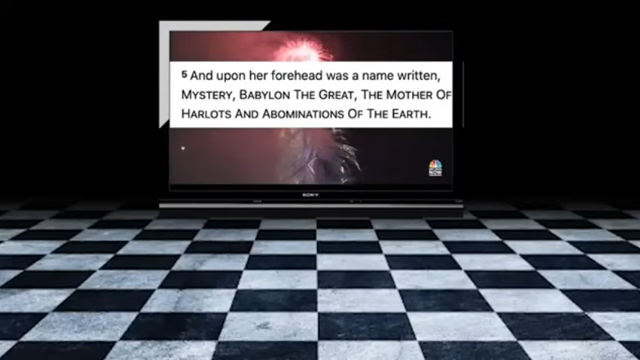 5 And upon her forehead was a name written,
MYSTERY, BABYLON THE GREAT, THE MOTHER OF
HARLOTS AND ABOMINATIONS OF THE EARTH.
SONY